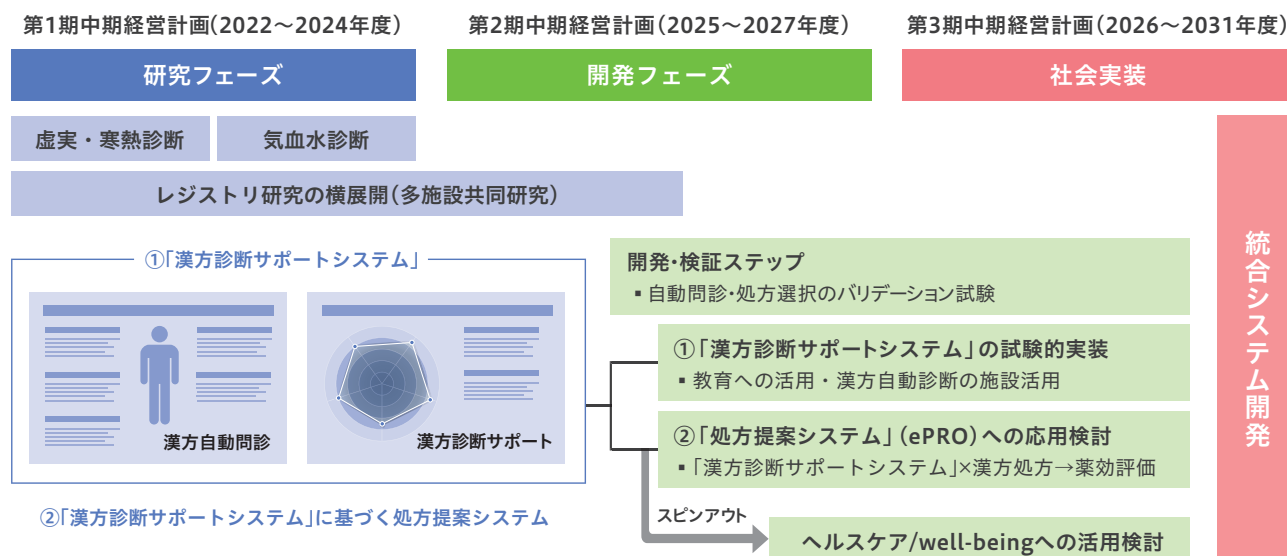 第1期中期経営計画(2022〜2024年度)
第2期中期経営計画(2025〜2027年度)
第3期中期経営計画(2026〜2031年度)
研究フェーズ
開発フェーズ
社会実装
虚実・寒熱診断
気血水診断
レジストリ研究の横展開(多施設共同研究)
①「漢方診断サポートシステム」
漢方自動問診
漢方診断サポート
②「漢方診断サポートシステム」に基づく処方提案システム
開発・検証ステップ
▪自動問診・処方選択のバリデーション試験
①「漢方診断サポートシステム」の試験的実装
▪教育への活用・漢方自動診断の施設活用
②「処方提案システム」(ePRO)への応用検討
▪「漢方診断サポートシステム」×漢方処方→薬効評価
スピンアウト
ヘルスケア/well-beingへの活用検討
統合システム開発